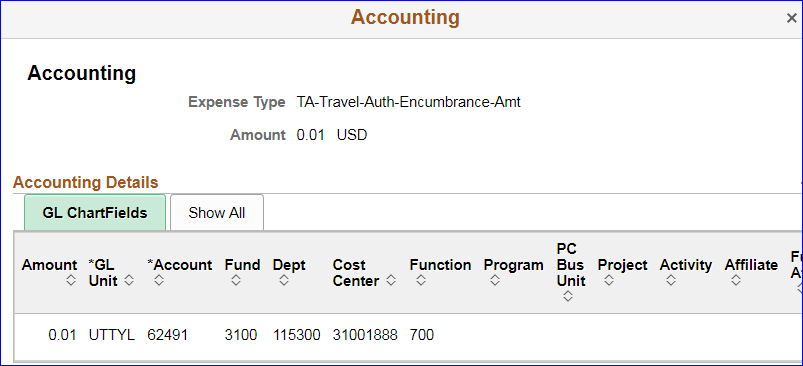 Accounting ×
Accounting
Expense Type TA-Travel-Auth-Encumbrance-Amt
Amount 0.01 USD
Accounting Details
GL ChartFields Show All
Amount *GL Unit *Account Fund Dept Cost Center Function Program PC Bus Unit Project Activity Affiliate
0.01 UTTYL 62491 3100 115300 31001888 700